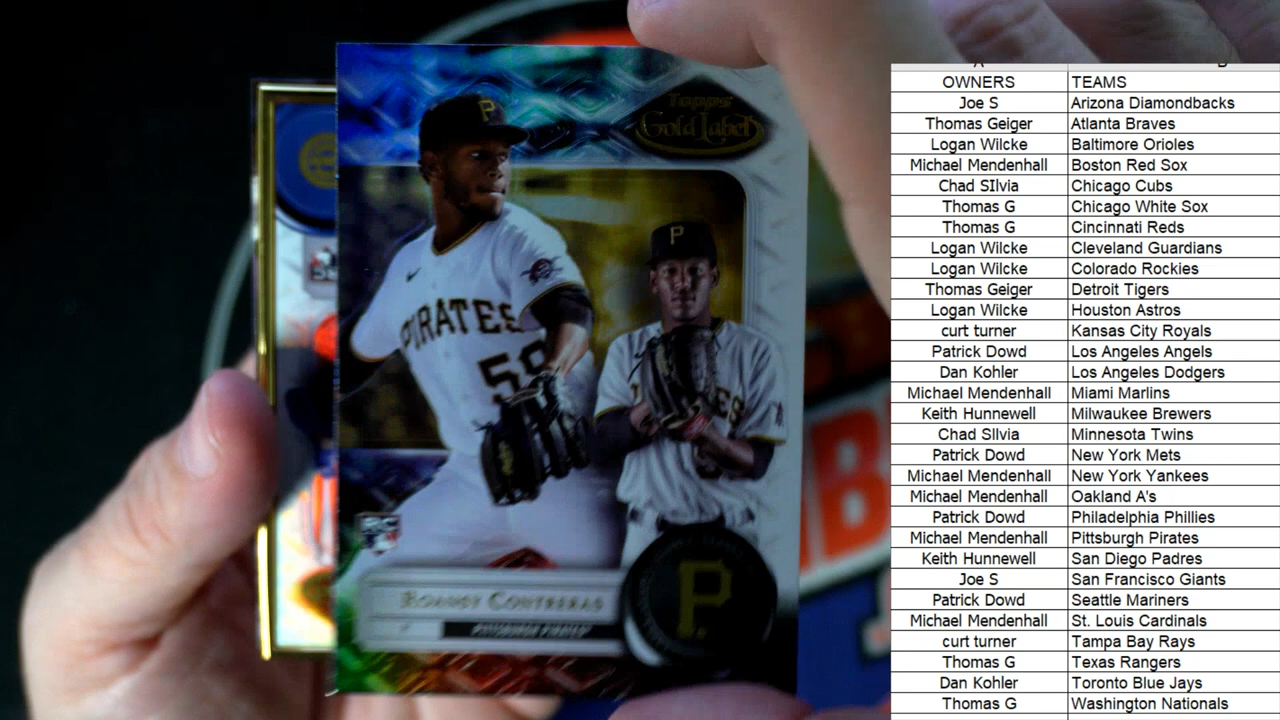 Topps
Gold Label
P
P
PIRATES
59
RC
ROANSY CONTRERAS
PITTSBURGH PIRATES
P
OWNERS TEAMS
Joe S Arizona Diamondbacks
Thomas Geiger Atlanta Braves
Logan Wilcke Baltimore Orioles
Michael Mendenhall Boston Red Sox
Chad SIlvia Chicago Cubs
Thomas G Chicago White Sox
Thomas G Cincinnati Reds
Logan Wilcke Cleveland Guardians
Logan Wilcke Colorado Rockies
Thomas Geiger Detroit Tigers
Logan Wilcke Houston Astros
curt turner Kansas City Royals
Patrick Dowd Los Angeles Angels
Dan Kohler Los Angeles Dodgers
Michael Mendenhall Miami Marlins
Keith Hunnewell Milwaukee Brewers
Chad SIlvia Minnesota Twins
Patrick Dowd New York Mets
Michael Mendenhall New York Yankees
Michael Mendenhall Oakland A's
Patrick Dowd Philadelphia Phillies
Michael Mendenhall Pittsburgh Pirates
Keith Hunnewell San Diego Padres
Joe S San Francisco Giants
Patrick Dowd Seattle Mariners
Michael Mendenhall St. Louis Cardinals
curt turner Tampa Bay Rays
Thomas G Texas Rangers
Dan Kohler Toronto Blue Jays
Thomas G Washington Nationals